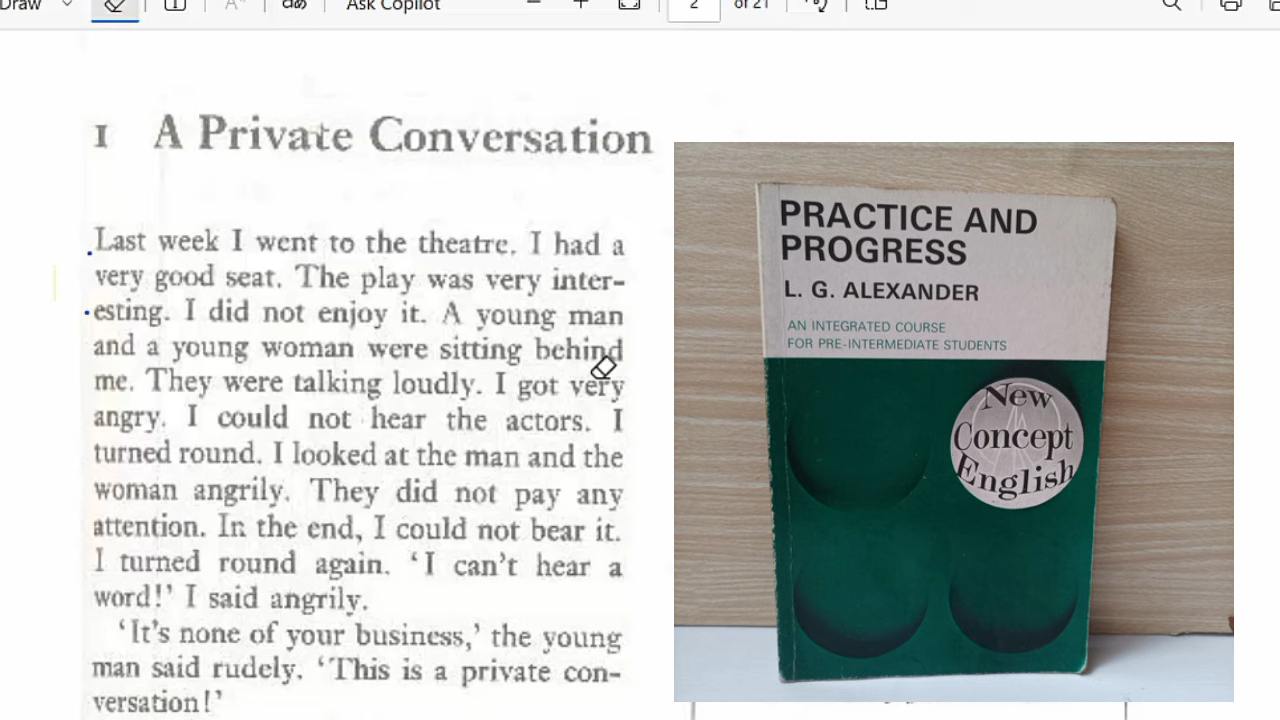 Draw
Ask Copilot
2 of 21
1 A Private Conversation
Last week I went to the theatre. I had a
very good seat. The play was very inter-
esting. I did not enjoy it. A young man
and a young woman were sitting behind
me. They were talking loudly. I got very
angry. I could not hear the actors. I
turned round. I looked at the man and the
woman angrily. They did not pay any
attention. In the end, I could not bear it.
I turned round again. ‘I can’t hear a
word!’ I said angrily.
‘It’s none of your business,’ the young
man said rudely. ‘This is a private con-
versation!’
PRACTICE AND
PROGRESS
L. G. ALEXANDER
AN INTEGRATED COURSE
FOR PRE-INTERMEDIATE STUDENTS
New
Concept
English